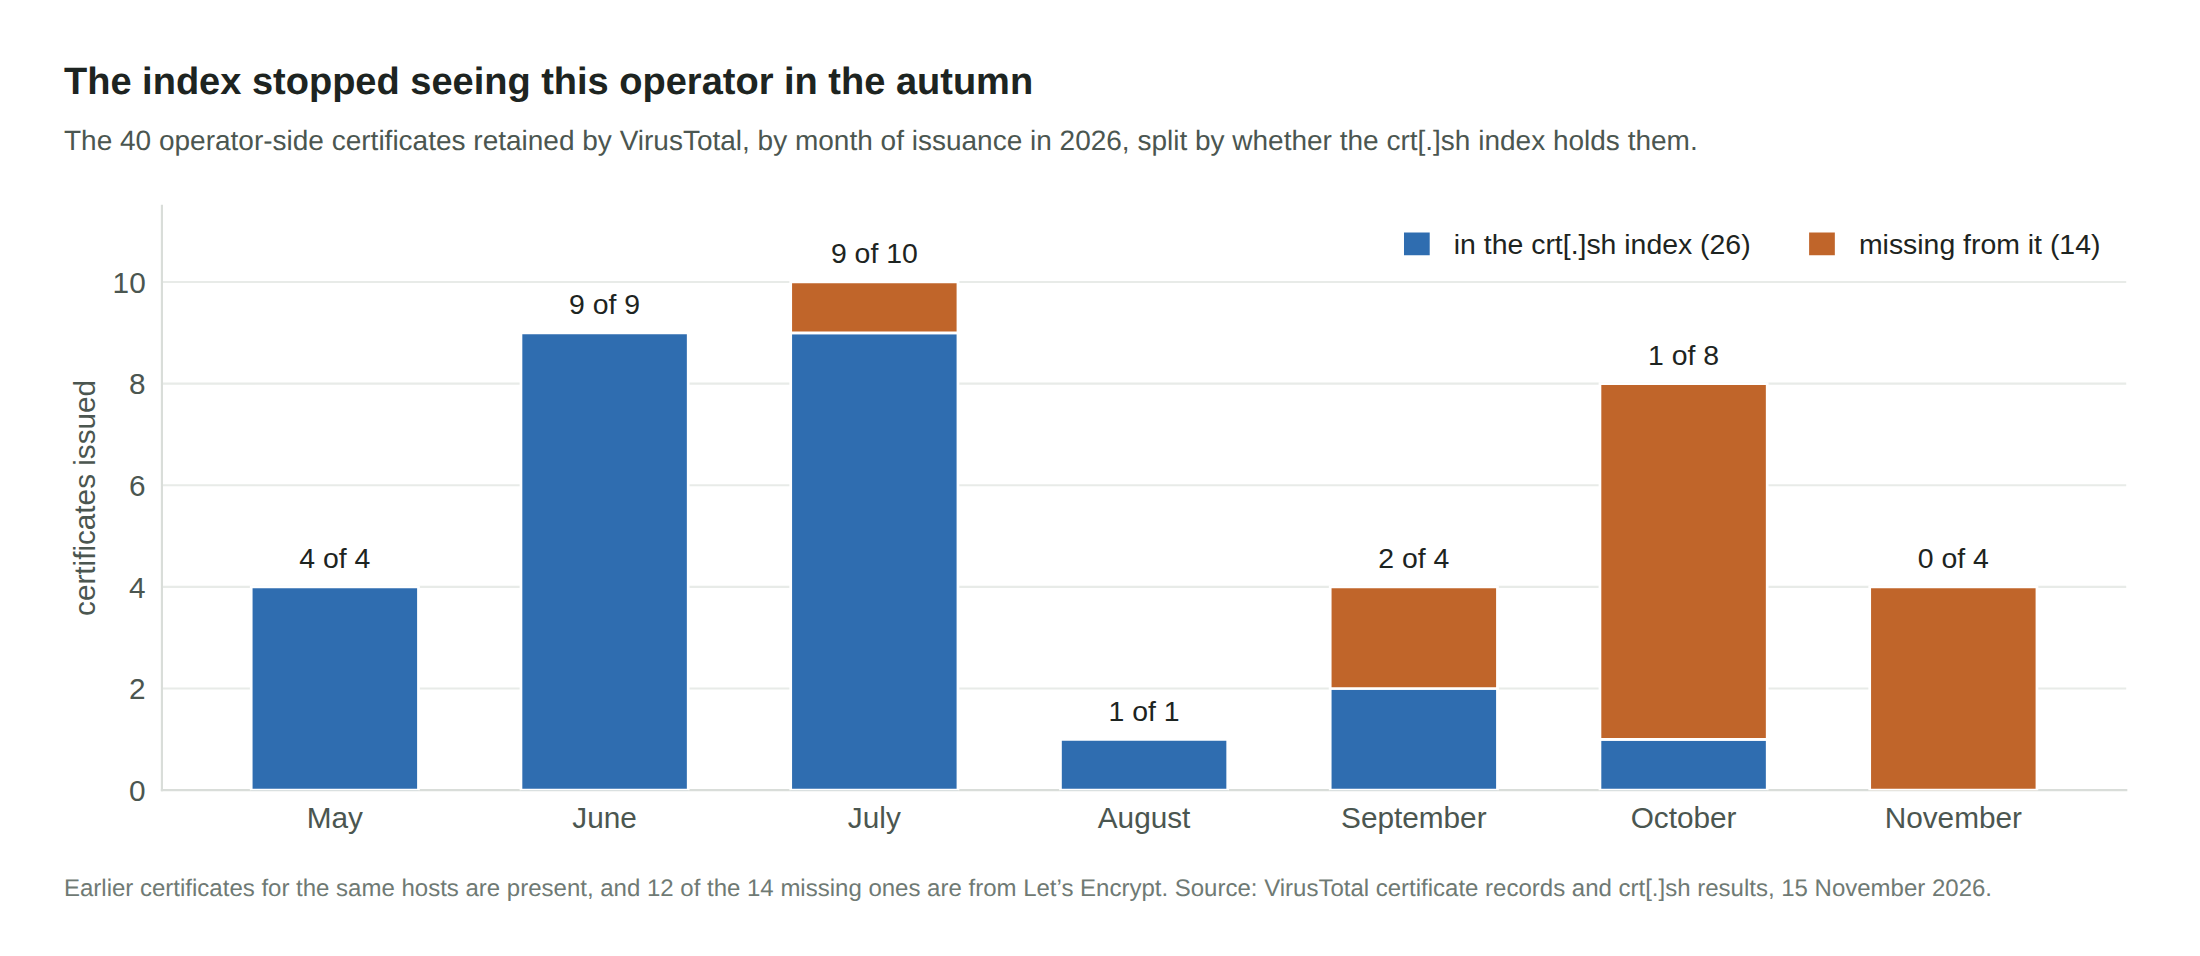 The index stopped seeing this operator in the autumn
The 40 operator-side certificates retained by VirusTotal, by month of issuance in 2026, split by whether the crt[.]sh index holds them.
in the crt[.]sh index (26)
missing from it (14)
certificates issued
10
8
6
4
2
0
4 of 4
9 of 9
9 of 10
1 of 1
2 of 4
1 of 8
0 of 4
May
June
July
August
September
October
November
Earlier certificates for the same hosts are present, and 12 of the 14 missing ones are from Let’s Encrypt. Source: VirusTotal certificate records and crt[.]sh results, 15 November 2026.